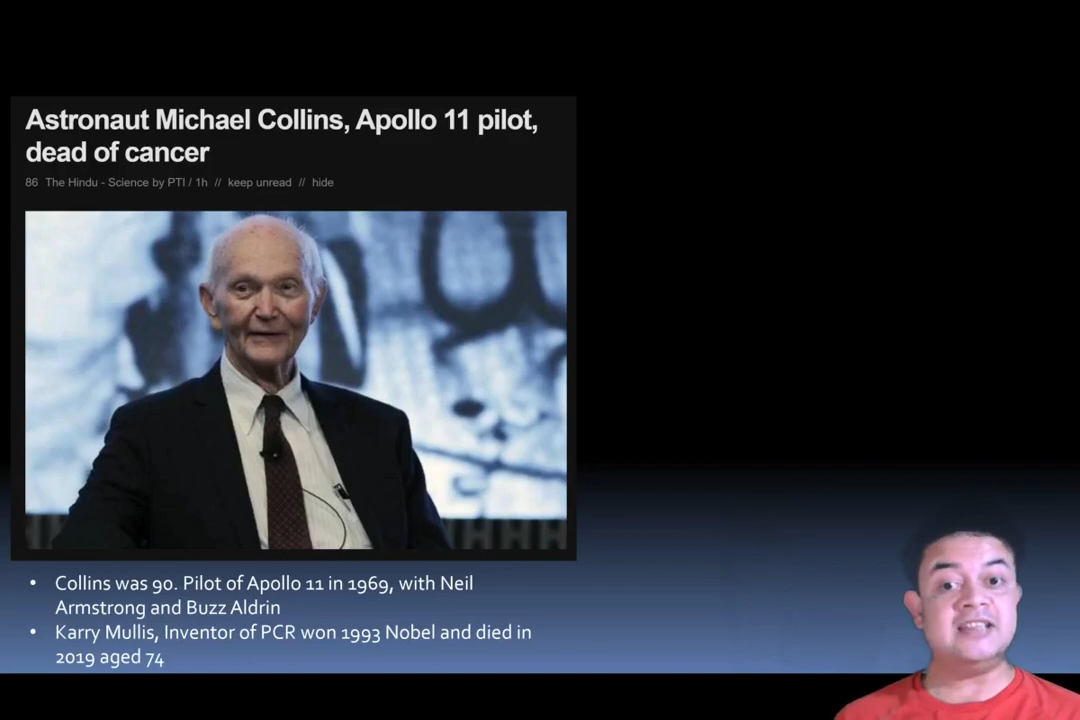 Astronaut Michael Collins, Apollo 11 pilot,
dead of cancer
86 The Hindu - Science by PTI / 1h // keep unread // hide
• Collins was 90. Pilot of Apollo 11 in 1969, with Neil
Armstrong and Buzz Aldrin
• Karry Mullis, Inventor of PCR won 1993 Nobel and died in
2019 aged 74